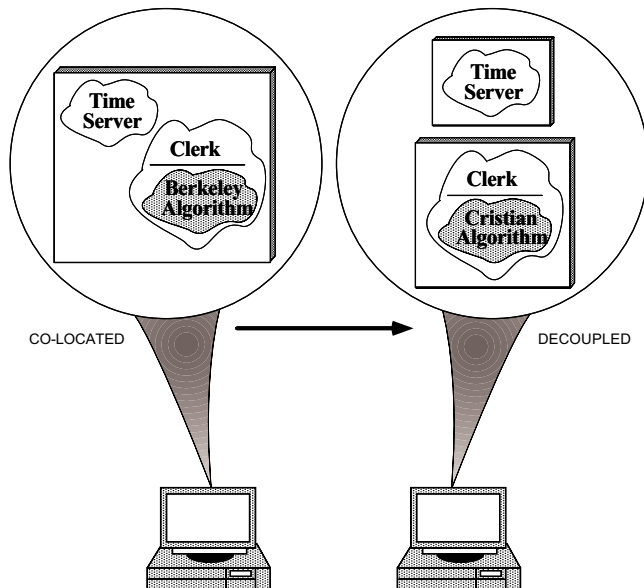 Time
Server
Clerk
Berkeley
Algorithm
Time
Server
Clerk
Cristian
Algorithm
CO-LOCATED
DECOUPLED